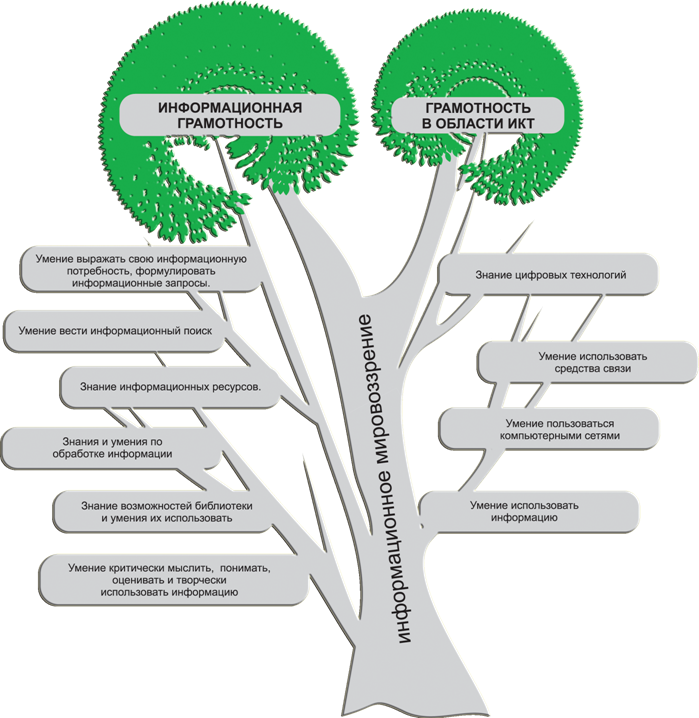 ИНФОРМАЦИОННАЯ
ГРАМОТНОСТЬ
ГРАМОТНОСТЬ
В ОБЛАСТИ ИКТ
Умение выражать свою информационную
потребность, формулировать
информационные запросы.
Умение вести информационный поиск
Знание информационных ресурсов.
Знания и умения по
обработке информации
Знание возможностей библиотеки
и умения их использовать
Умение критически мыслить, понимать,
оценивать и творчески
использовать информацию
информационное мировоззрение
Знание цифровых технологий
Умение использовать
средства связи
Умение пользоваться
компьютерными сетями
Умение использовать
информацию